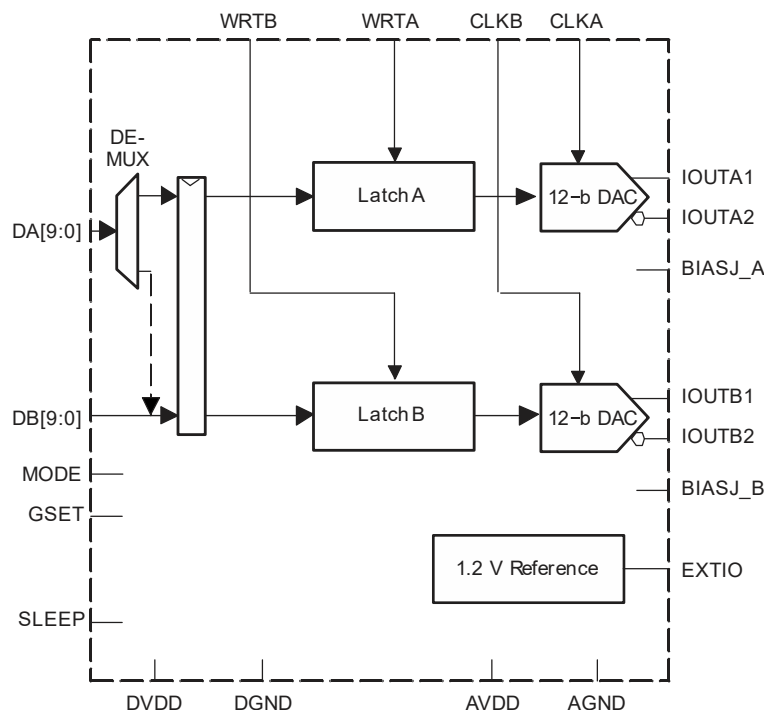 WRTB
WRTA
CLKB
CLKA
DE-
MUX
DA[9:0]
Latch A
12-b DAC
IOUTA1
IOUTA2
BIASJ_A
DB[9:0]
Latch B
12-b DAC
IOUTB1
IOUTB2
BIASJ_B
MODE
GSET
1.2 V Reference
EXTIO
SLEEP
DVDD
DGND
AVDD
AGND